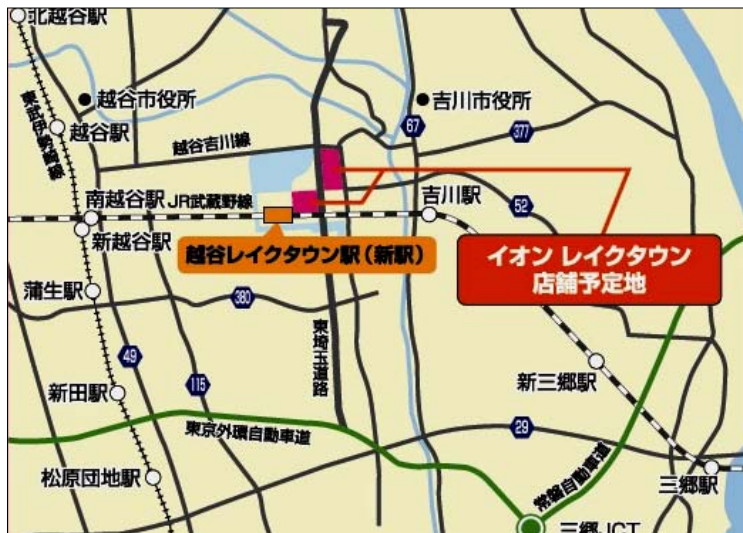 北越谷駅
越谷市役所
吉川市役所
東武伊勢崎線
越谷駅
67
377
越谷吉川線
南越谷駅
JR武蔵野線
吉川駅
52
新越谷駅
越谷レイクタウン駅(新駅)
イオン レイクタウン
店舗予定地
蒲生駅
380
東埼玉道路
49
115
新田駅
新三郷駅
東京外環自動車道
29
常磐自動車道
松原団地駅
三郷駅
三郷JCT